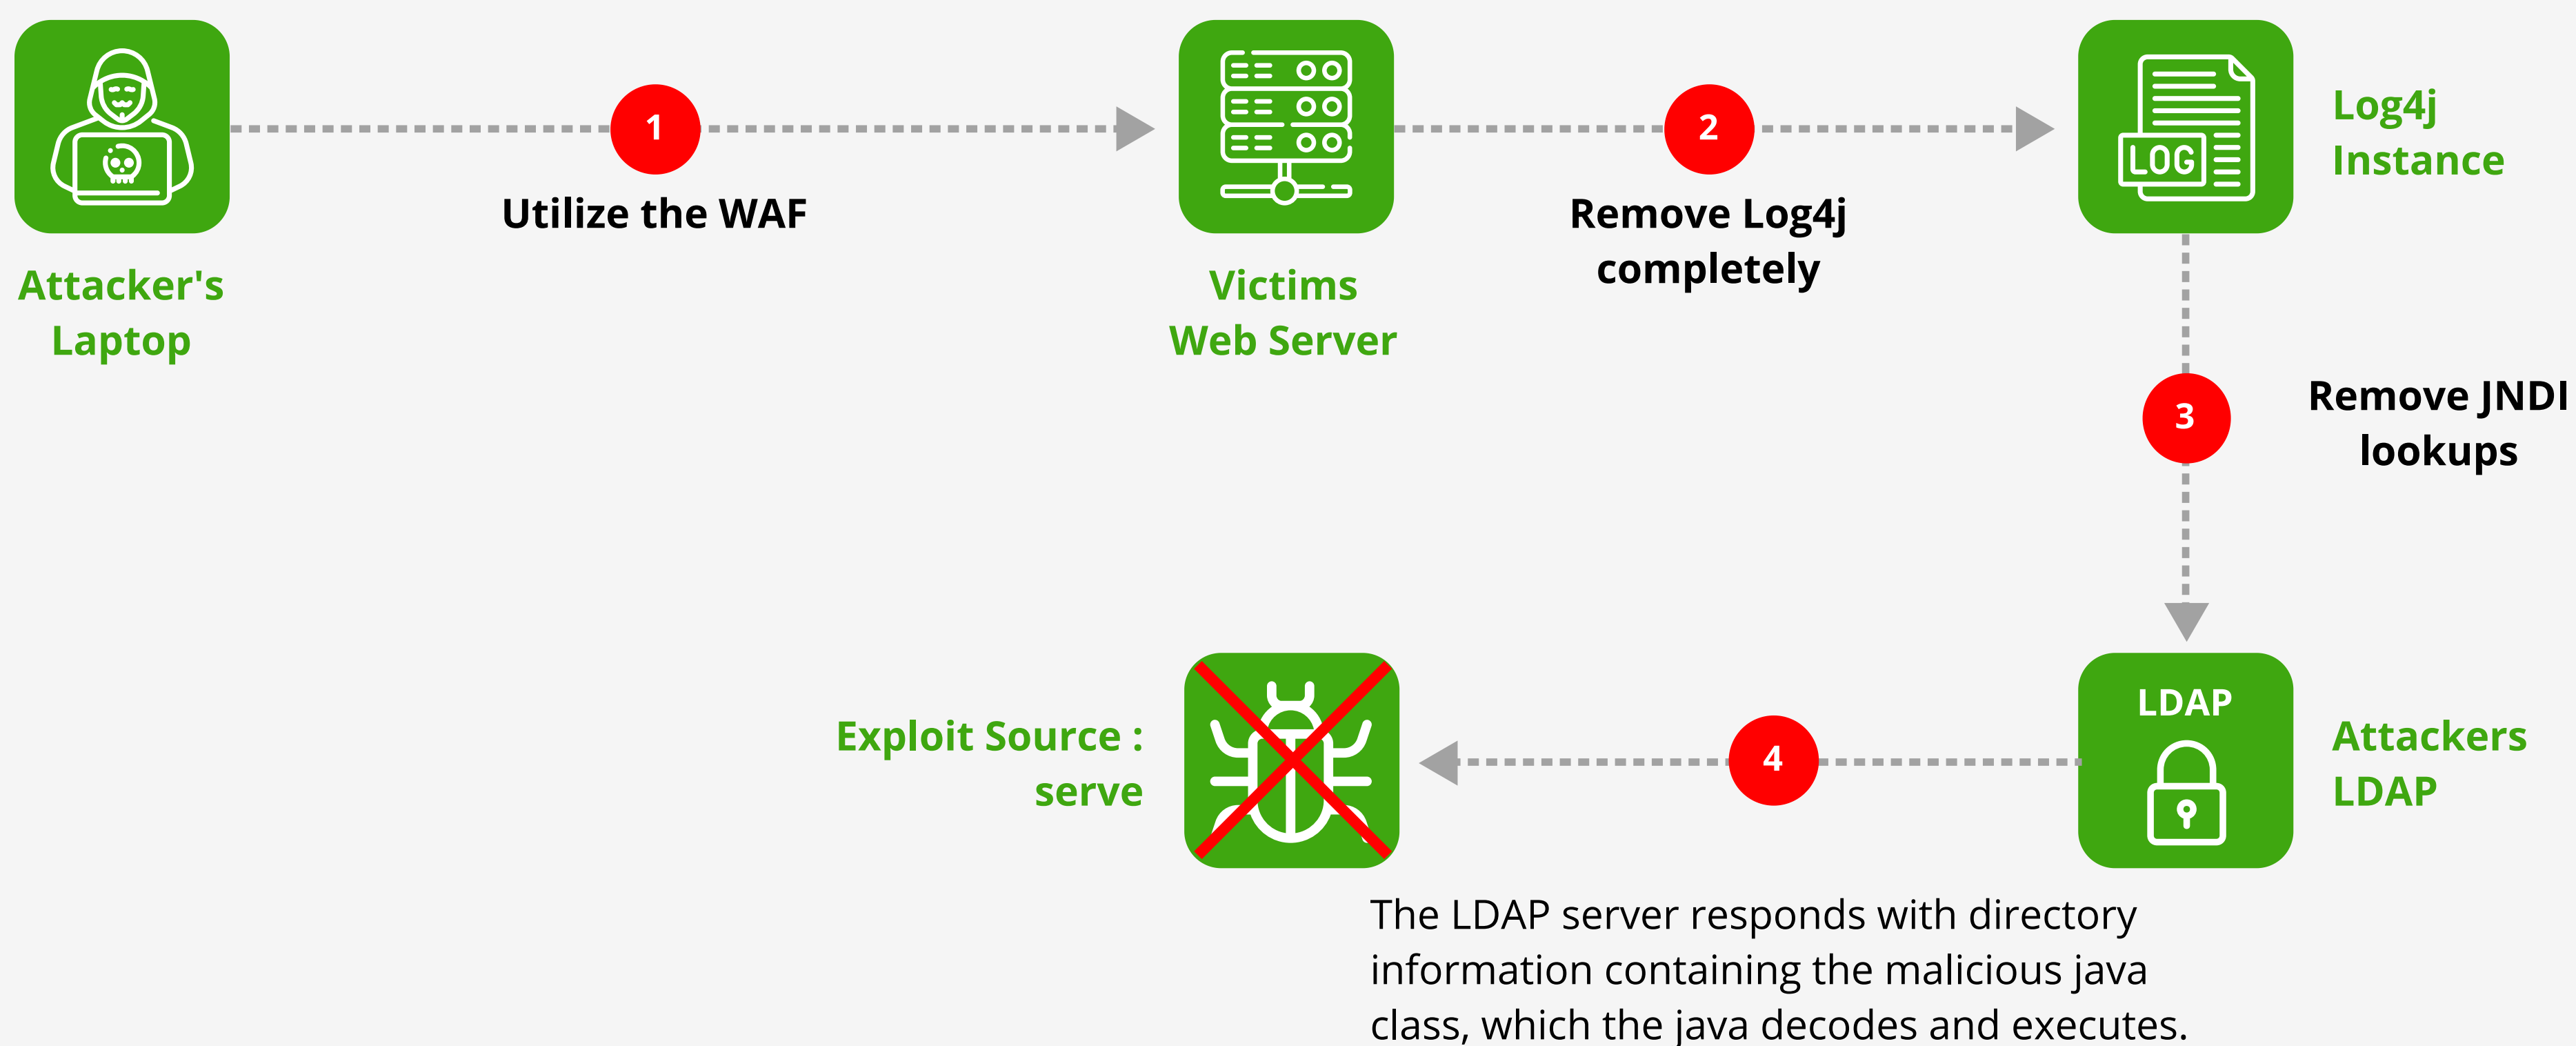 1
Utilize the WAF
Attacker's
Laptop
Victims
Web Server
2
Remove Log4j
completely
LOG
Log4j
Instance
3
Remove JNDI
lookups
LDAP
Attackers
LDAP
4
Exploit Source :
serve
The LDAP server responds with directory
information containing the malicious java
class, which the java decodes and executes.